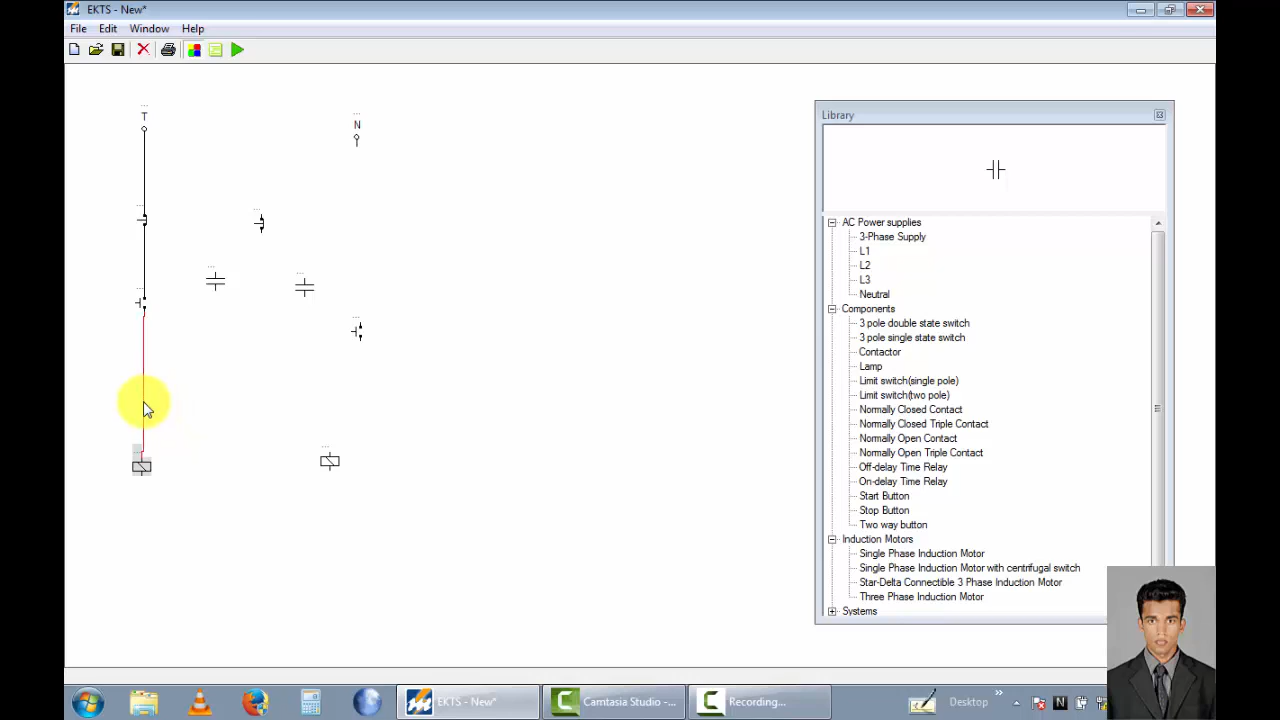 EKTS - New*
File Edit Window Help
T
N
Library
AC Power supplies
3-Phase Supply
L1
L2
L3
Neutral
Components
3 pole double state switch
3 pole single state switch
Contactor
Lamp
Limit switch(single pole)
Limit switch(two pole)
Normally Closed Contact
Normally Closed Triple Contact
Normally Open Contact
Normally Open Triple Contact
Off-delay Time Relay
On-delay Time Relay
Start Button
Stop Button
Two way button
Induction Motors
Single Phase Induction Motor
Single Phase Induction Motor with centrifugal switch
Star-Delta Connectible 3 Phase Induction Motor
Three Phase Induction Motor
Systems
EKTS - New*
Camtasia Studio -...
Recording...
Desktop
N